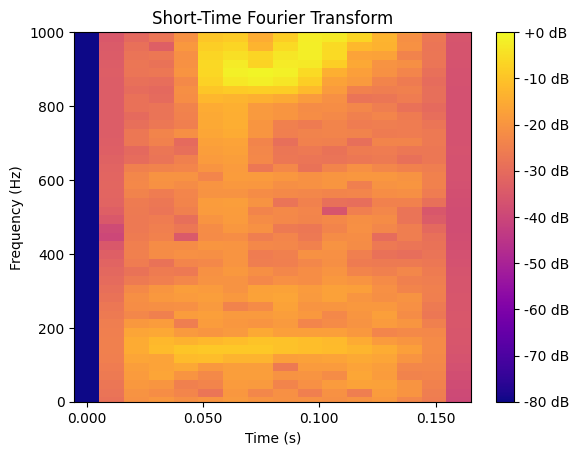 Short-Time Fourier Transform
1000
800
600
400
200
0
Frequency (Hz)
0.000
0.050
0.100
0.150
Time (s)
+0 dB
-10 dB
-20 dB
-30 dB
-40 dB
-50 dB
-60 dB
-70 dB
-80 dB